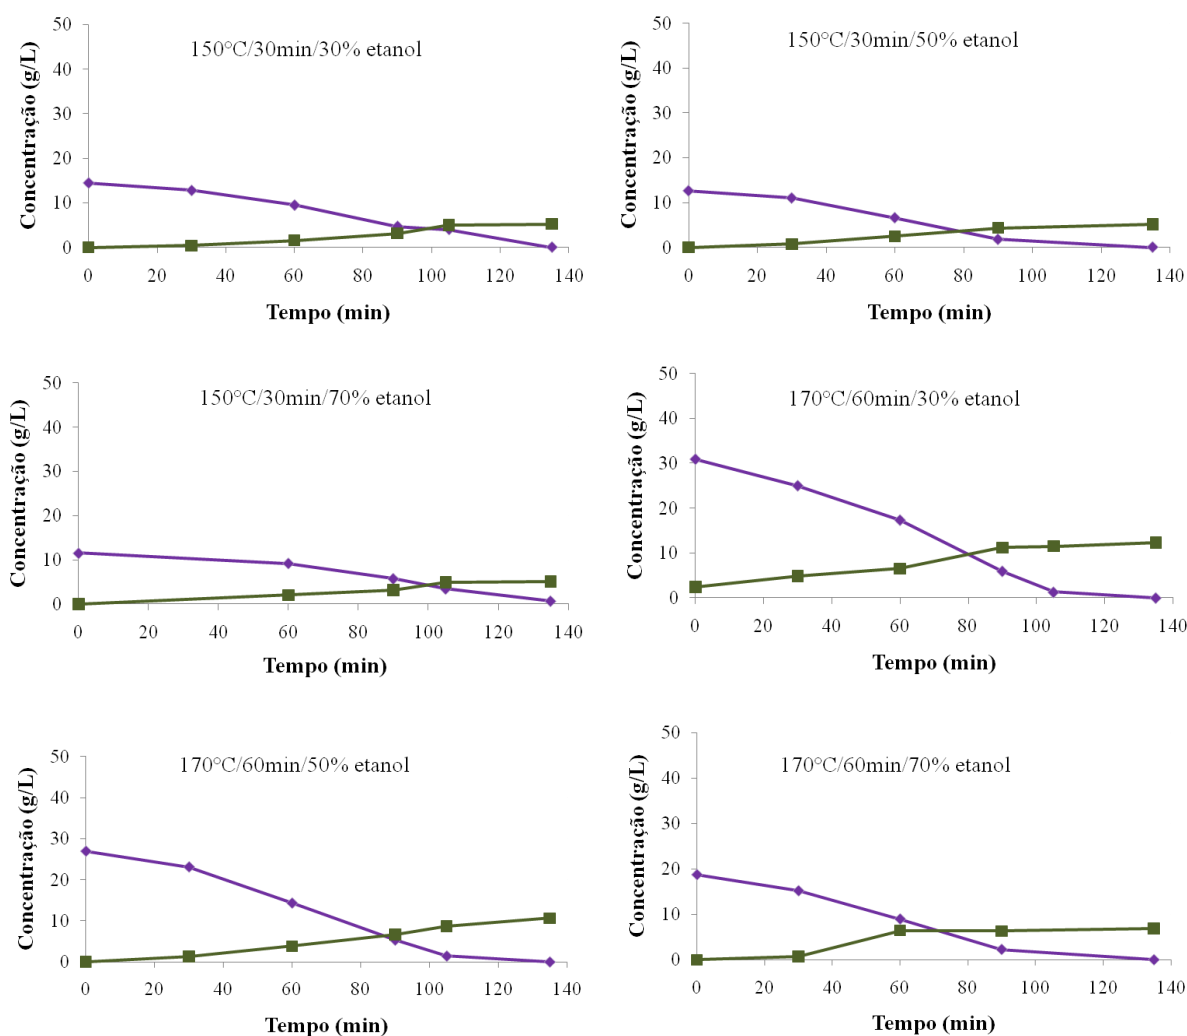 150°C/30min/30% etanol
Concentração (g/L)
50
40
30
20
10
0
0 20 40 60 80 100 120 140
Tempo (min)
150°C/30min/50% etanol
Concentração (g/L)
50
40
30
20
10
0
0 20 40 60 80 100 120 140
Tempo (min)
150°C/30min/70% etanol
Concentração (g/L)
50
40
30
20
10
0
0 20 40 60 80 100 120 140
Tempo (min)
170°C/60min/30% etanol
Concentração (g/L)
50
40
30
20
10
0
0 20 40 60 80 100 120 140
Tempo (min)
170°C/60min/50% etanol
Concentração (g/L)
50
40
30
20
10
0
0 20 40 60 80 100 120 140
Tempo (min)
170°C/60min/70% etanol
Concentração (g/L)
50
40
30
20
10
0
0 20 40 60 80 100 120 140
Tempo (min)